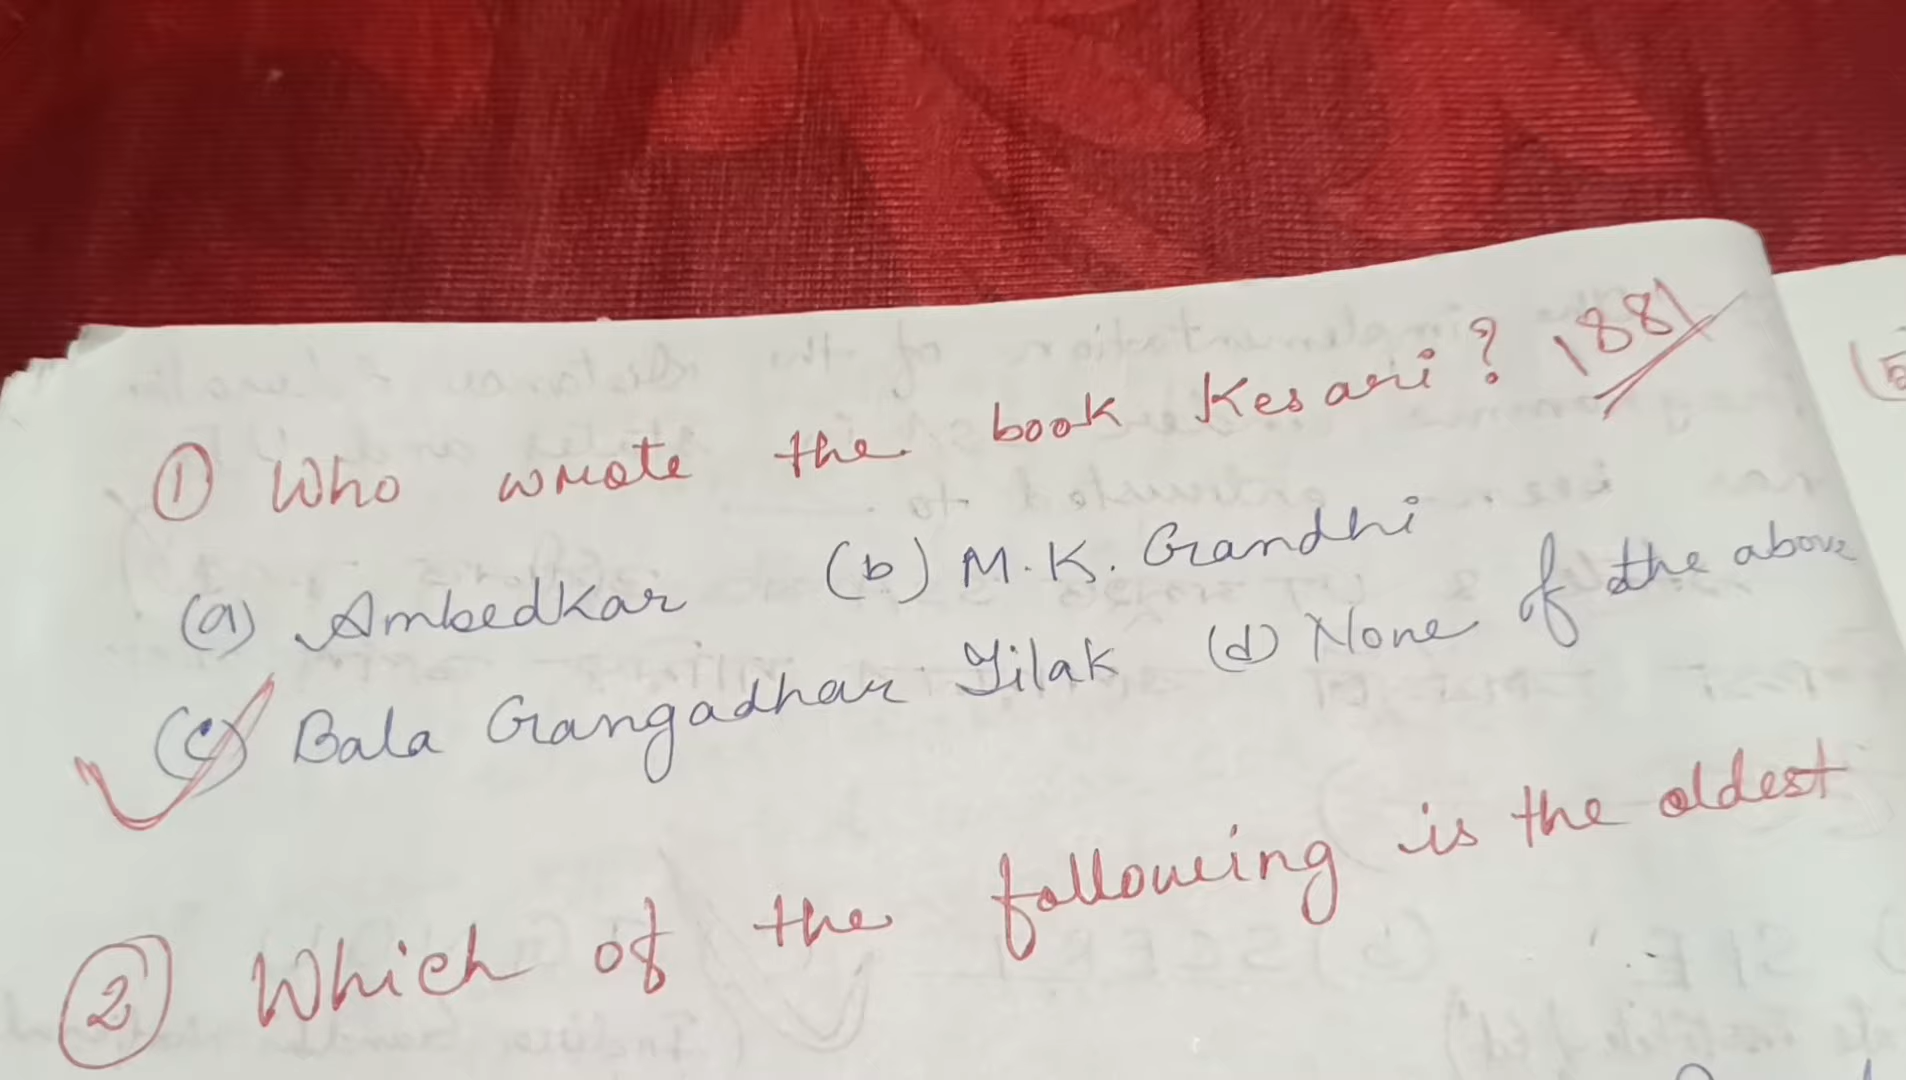 ① Who wrote the book Kesari? 1881
(a) Ambedkar (b) M.K. Gandhi
(c) Bala Gangadhar Tilak (d) None of the above
② Which of the following is the oldest